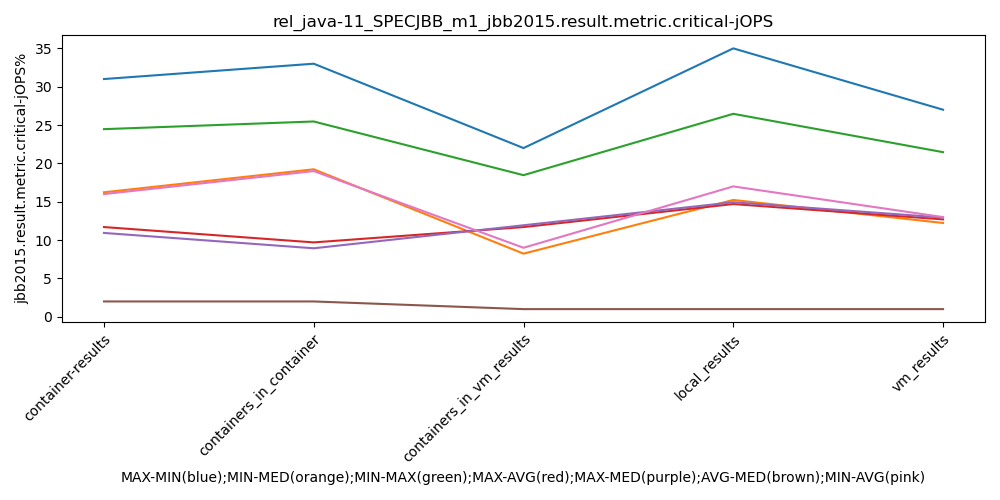 rel_java-11_SPECJBB_m1_jbb2015.result.metric.critical-jOPS
jbb2015.result.metric.critical-jOPS%
35
30
25
20
15
10
5
0
container-results
containers_in_container
containers_in_vm_results
local_results
vm_results
MAX-MIN(blue);MIN-MED(orange);MIN-MAX(green);MAX-AVG(red);MAX-MED(purple);AVG-MED(brown);MIN-AVG(pink)